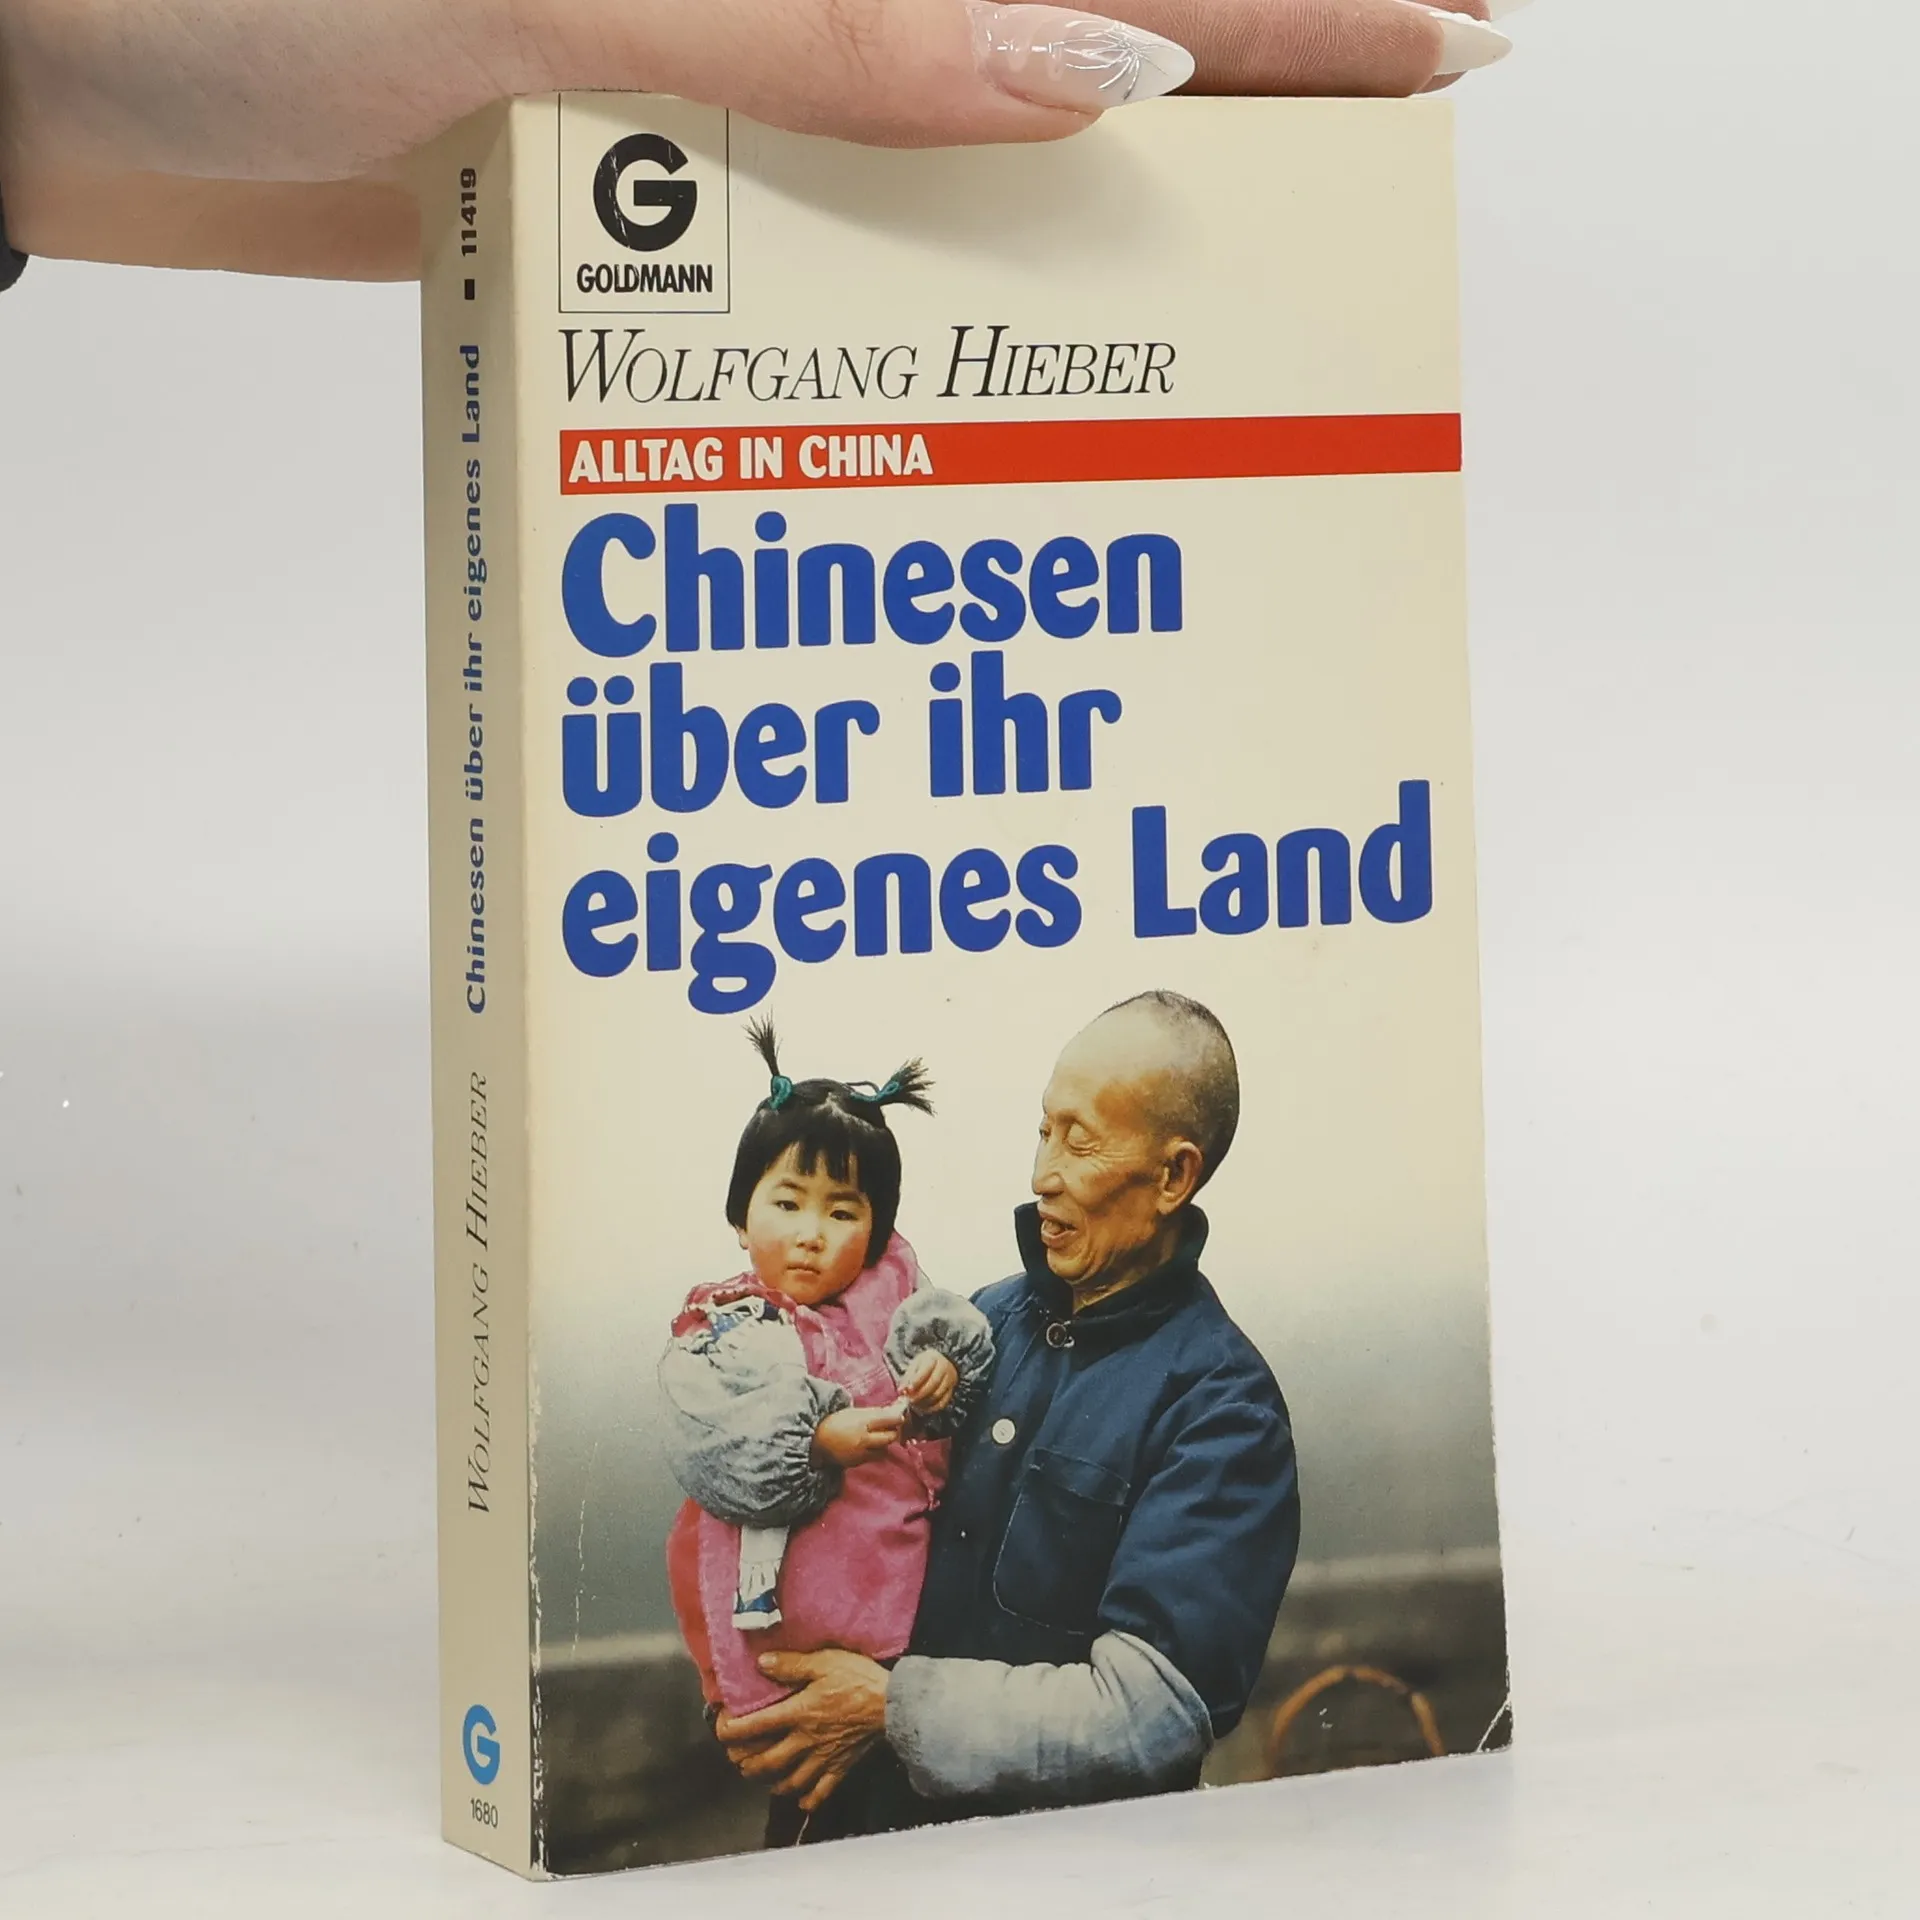 G
GOLDMANN
WOLFGANG HIEBER
ALLTAG IN CHINA
Chinesen
über ihr
eigenes Land
WOLFGANG HIEBER Chinesen über ihr eigenes Land ▪ 11419
G
1680